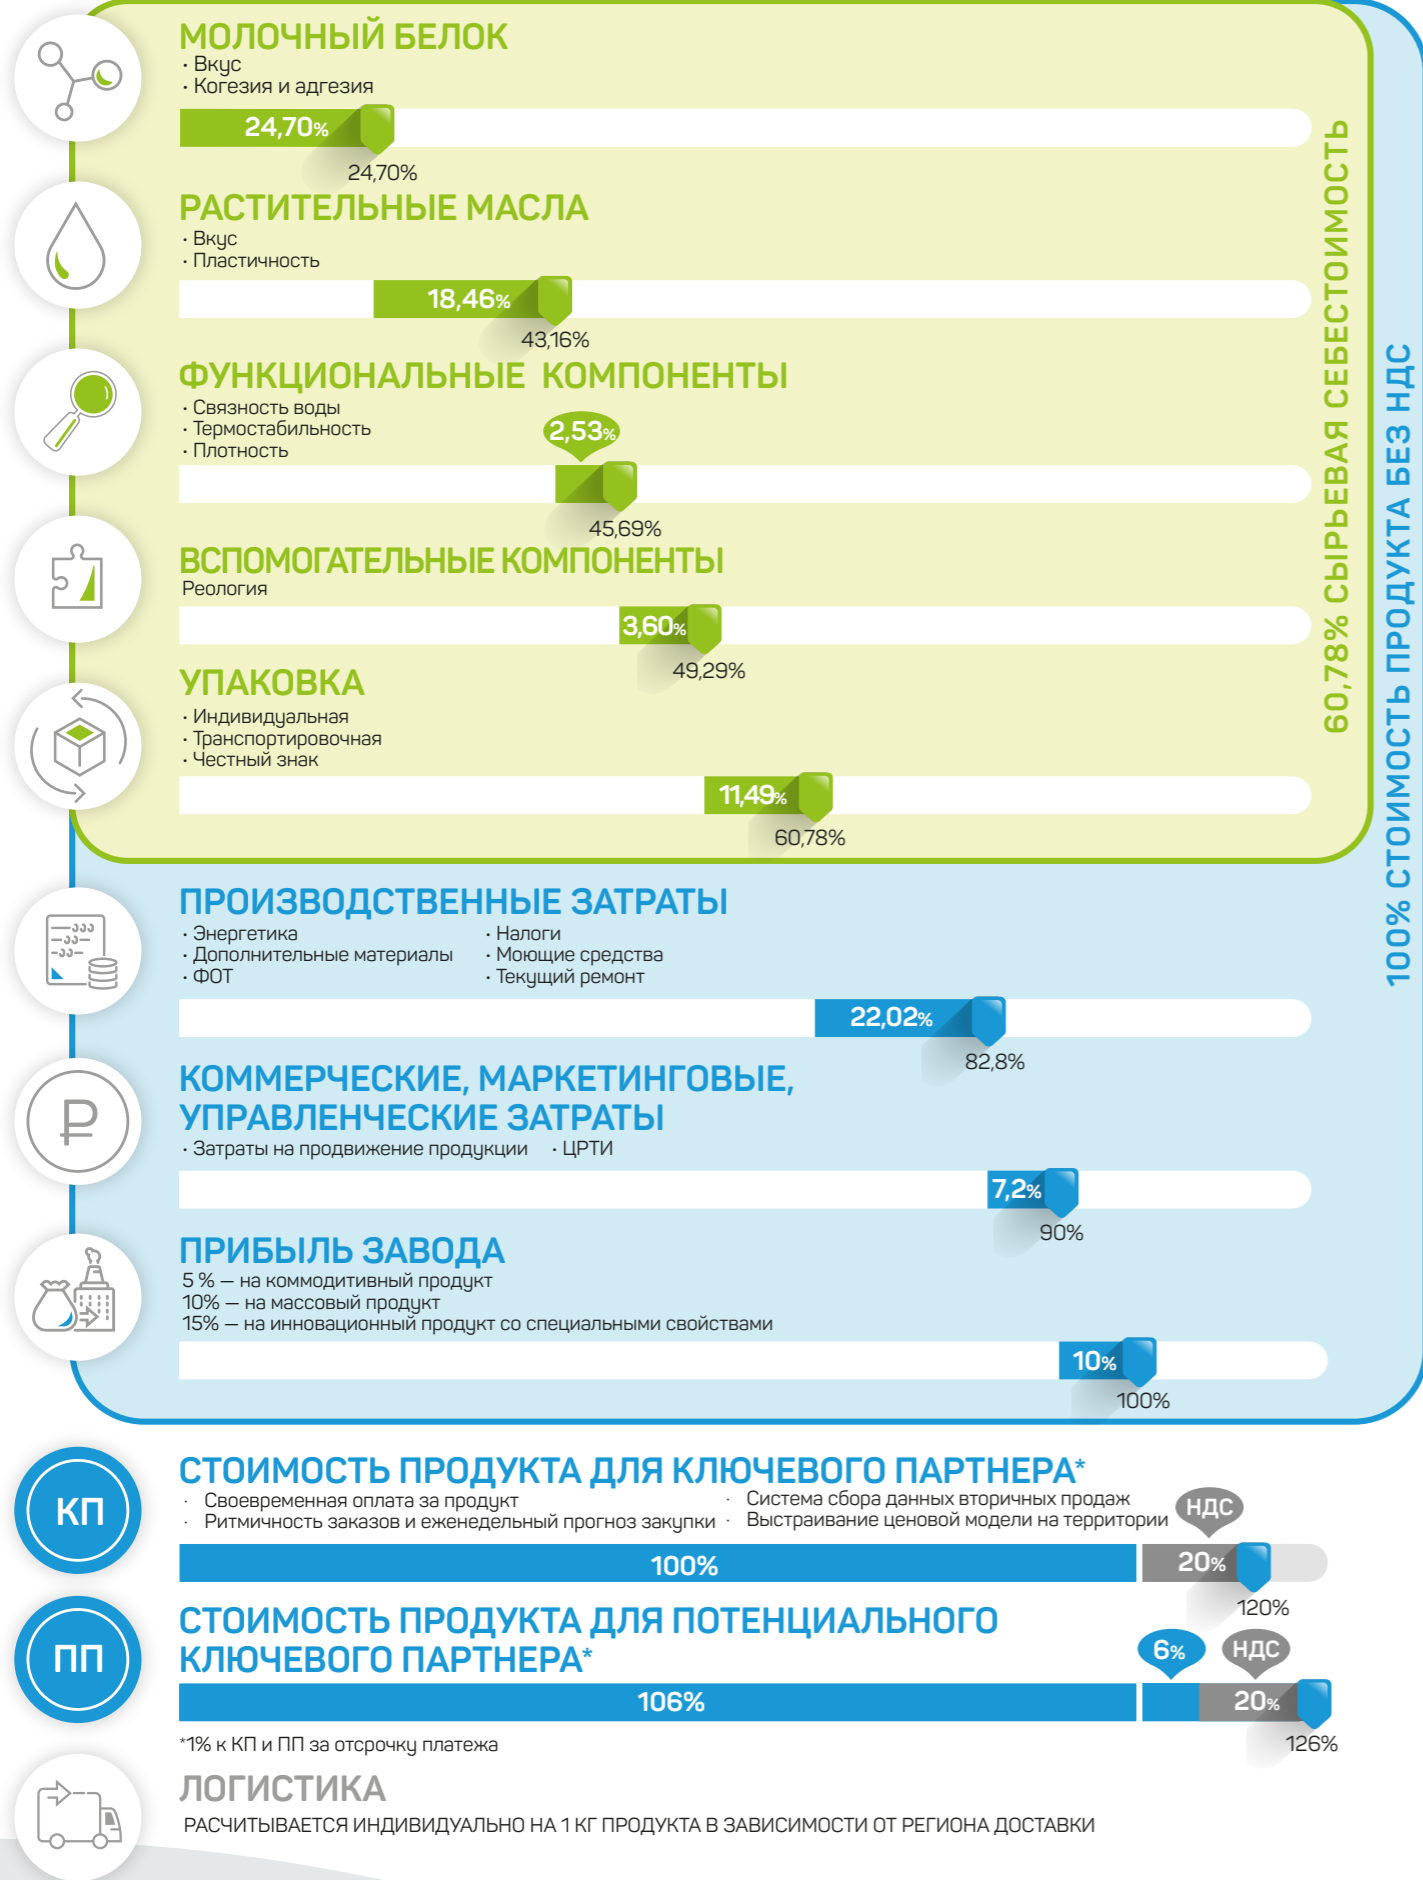 МОЛОЧНЫЙ БЕЛОК
· Вкус
· Когезия и адгезия
24,70%
24,70%
РАСТИТЕЛЬНЫЕ МАСЛА
· Вкус
· Пластичность
18,46%
43,16%
ФУНКЦИОНАЛЬНЫЕ КОМПОНЕНТЫ
· Связность воды
· Термостабильность
· Плотность
2,53%
45,69%
ВСПОМОГАТЕЛЬНЫЕ КОМПОНЕНТЫ
Реология
3,60%
49,29%
УПАКОВКА
· Индивидуальная
· Транспортировочная
· Честный знак
11,49%
60,78%
60,78% СЫРЬЕВАЯ СЕБЕСТОИМОСТЬ
100% СТОИМОСТЬ ПРОДУКТА БЕЗ НДС
ПРОИЗВОДСТВЕННЫЕ ЗАТРАТЫ
· Энергетика · Налоги
· Дополнительные материалы · Моющие средства
· ФОТ · Текущий ремонт
22,02%
82,8%
КОММЕРЧЕСКИЕ, МАРКЕТИНГОВЫЕ,
УПРАВЛЕНЧЕСКИЕ ЗАТРАТЫ
· Затраты на продвижение продукции · ЦРТИ
7,2%
90%
ПРИБЫЛЬ ЗАВОДА
5 % — на коммодитивный продукт
10% — на массовый продукт
15% — на инновационный продукт со специальными свойствами
10%
100%
КП
СТОИМОСТЬ ПРОДУКТА ДЛЯ КЛЮЧЕВОГО ПАРТНЕРА*
· Своевременная оплата за продукт · Система сбора данных вторичных продаж
· Ритмичность заказов и еженедельный прогноз закупки · Выстраивание ценовой модели на территории
НДС
100% 20%
120%
ПП
СТОИМОСТЬ ПРОДУКТА ДЛЯ ПОТЕНЦИАЛЬНОГО
КЛЮЧЕВОГО ПАРТНЕРА*
6% НДС
106% 20%
126%
*1% к КП и ПП за отсрочку платежа
ЛОГИСТИКА
РАСЧИТЫВАЕТСЯ ИНДИВИДУАЛЬНО НА 1 КГ ПРОДУКТА В ЗАВИСИМОСТИ ОТ РЕГИОНА ДОСТАВКИ